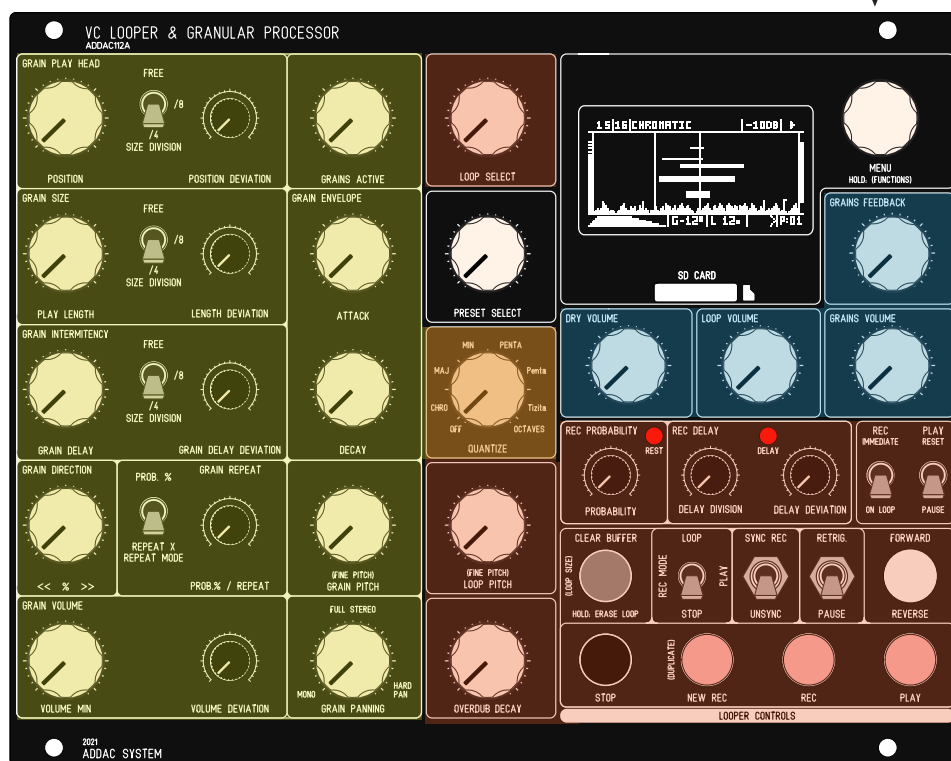 VC LOOPER & GRANULAR PROCESSOR
ADDAC112A
GRAIN PLAY HEAD
FREE
/8
/4
SIZE DIVISION
POSITION
POSITION DEVIATION
GRAINS ACTIVE
LOOP SELECT
15|16|CHROMATIC |-10DB|
|G-12 |L 12 P:01
MENU
HOLD: (FUNCTIONS)
SD CARD
GRAIN SIZE
FREE
/8
/4
SIZE DIVISION
PLAY LENGTH
LENGTH DEVIATION
GRAIN ENVELOPE
ATTACK
PRESET SELECT
GRAINS FEEDBACK
GRAIN INTERMITENCY
FREE
/8
/4
SIZE DIVISION
GRAIN DELAY
GRAIN DELAY DEVIATION
DECAY
MIN
PENTA
MAJ
Penta
CHRO
Tizita
OFF
OCTAVES
QUANTIZE
DRY VOLUME
LOOP VOLUME
GRAINS VOLUME
REC PROBABILITY
REST
PROBABILITY
REC DELAY
DELAY
DELAY DIVISION
DELAY DEVIATION
REC
IMMEDIATE
ON LOOP
PLAY
RESET
PAUSE
GRAIN DIRECTION
<< % >>
PROB. %
REPEAT X
REPEAT MODE
GRAIN REPEAT
PROB.% / REPEAT
(FINE PITCH)
GRAIN PITCH
(FINE PITCH)
LOOP PITCH
CLEAR BUFFER
(LOOP SIZE)
HOLD: ERASE LOOP
LOOP
REC MODE
PLAY
STOP
SYNC REC
UNSYNC
RETRIG.
PAUSE
FORWARD
REVERSE
GRAIN VOLUME
VOLUME MIN
VOLUME DEVIATION
FULL STEREO
MONO
HARD
PAN
GRAIN PANNING
OVERDUB DECAY
STOP
(DUPLICATE)
NEW REC
REC
PLAY
LOOPER CONTROLS
2021
ADDAC SYSTEM